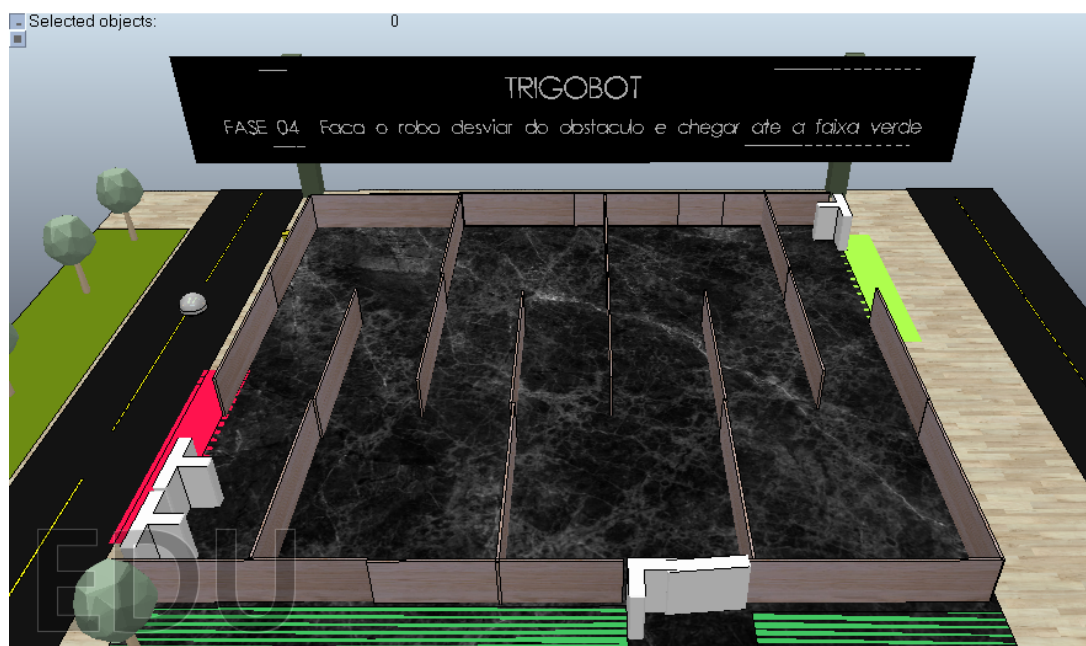 Selected objects: 0
TRIGOBOT
FASE 04 Faca o robo desviar do obstaculo e chegar ate a faixa verde
EDU